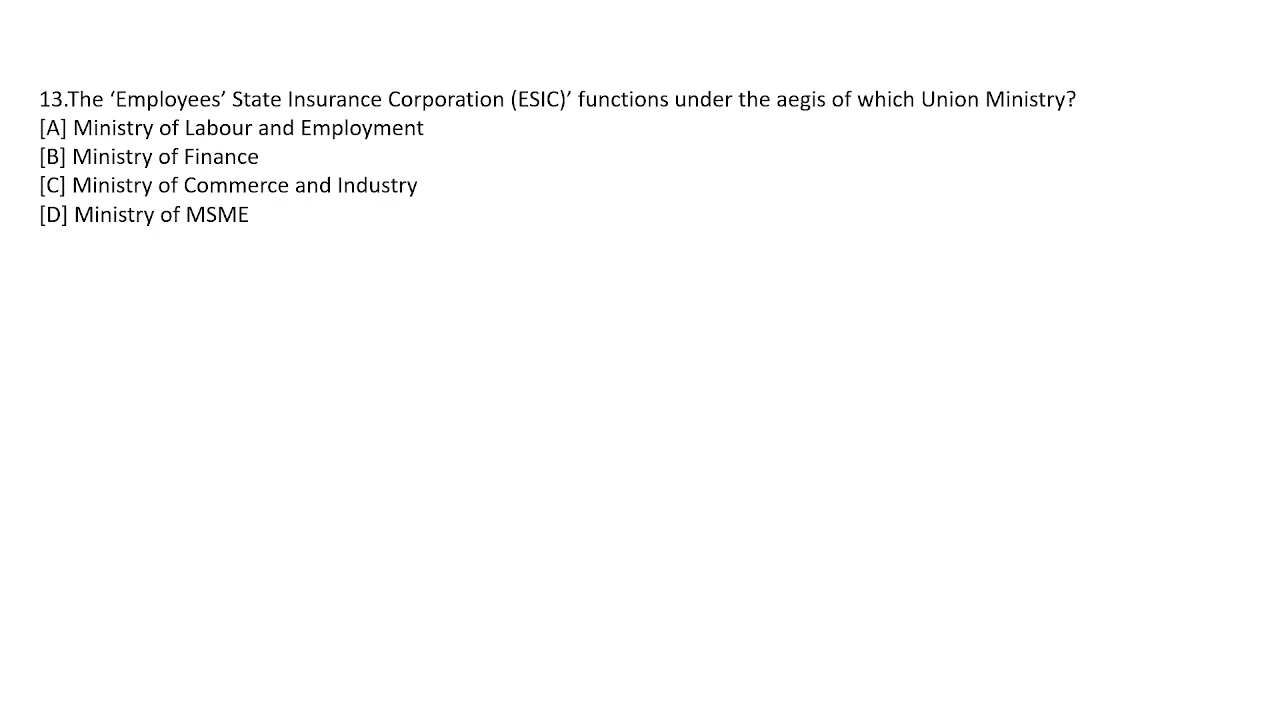 13.The ‘Employees’ State Insurance Corporation (ESIC)’ functions under the aegis of which Union Ministry?
[A] Ministry of Labour and Employment
[B] Ministry of Finance
[C] Ministry of Commerce and Industry
[D] Ministry of MSME